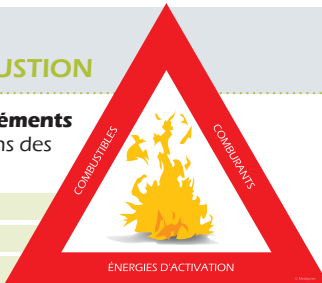 USTION
éments
ns des
COMBUSTIBLES
COMBURANTS
ÉNERGIES D'ACTIVATION